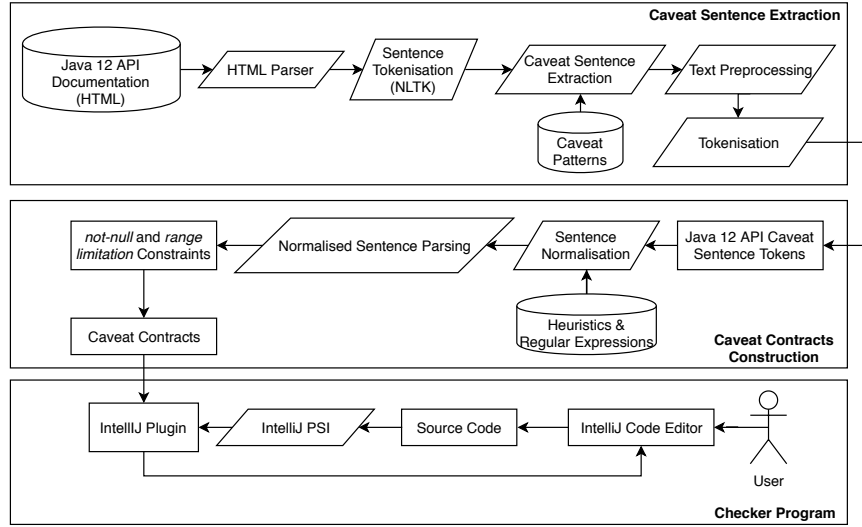 Caveat Sentence Extraction
Java 12 API
Documentation
(HTML)
HTML Parser
Sentence
Tokenisation
(NLTK)
Caveat Sentence
Extraction
Text Preprocessing
Caveat
Patterns
Tokenisation
not-null and range
limitation Constraints
Normalised Sentence Parsing
Sentence
Normalisation
Java 12 API Caveat
Sentence Tokens
Caveat Contracts
Heuristics &
Regular Expressions
Caveat Contracts
Construction
IntellIJ Plugin
IntelliJ PSI
Source Code
IntelliJ Code Editor
User
Checker Program